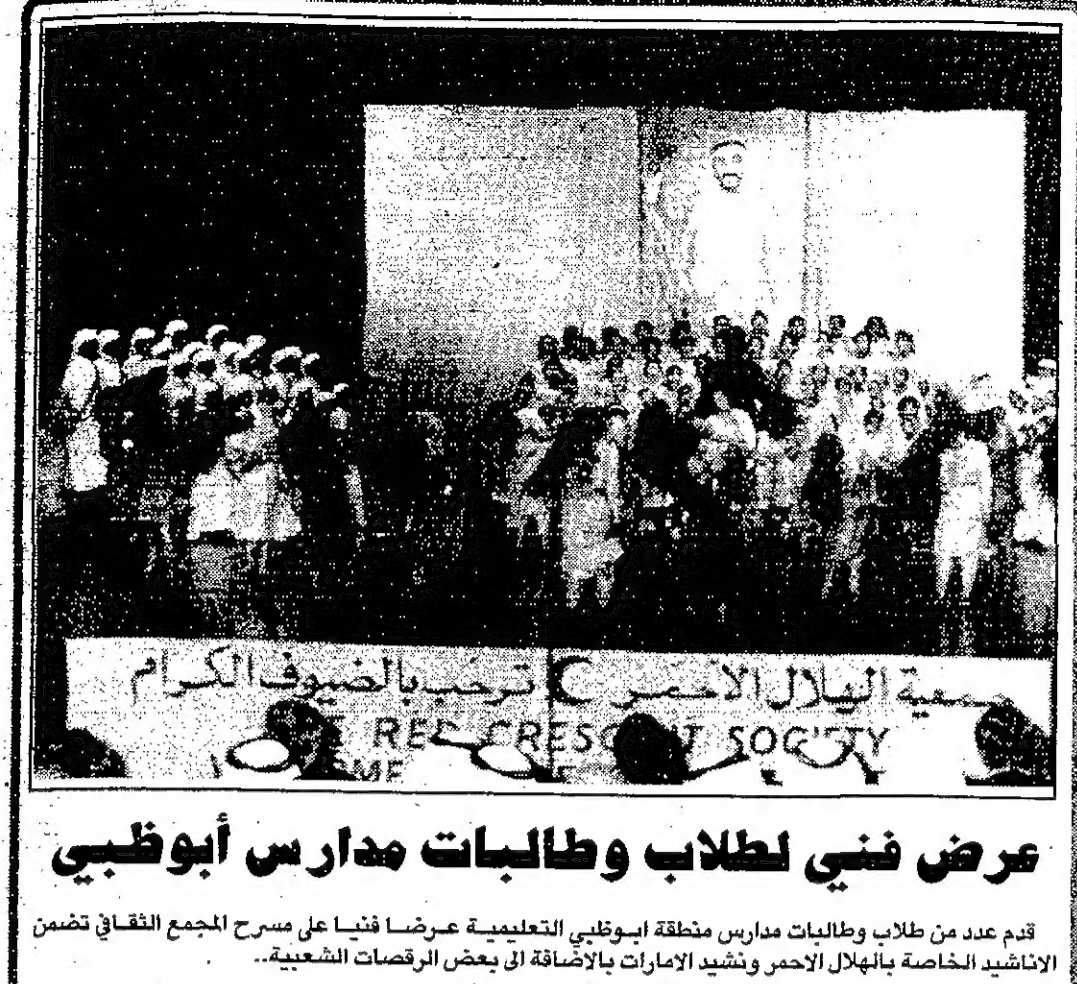 جمعية الهلال الاحمر ترحب بالضيوف الكرام
RED CRESCENT SOCIETY
عرض فني لطلاب وطالبات مدارس أبوظبي
قدم عدد من طلاب وطالبات مدارس منطقة ابوظبي التعليمية عرضا فنيا على مسرح المجمع الثقافي تضمن
الاناشيد الخاصة بالهلال الاحمر ونشيد الامارات بالاضافة الى بعض الرقصات الشعبية..